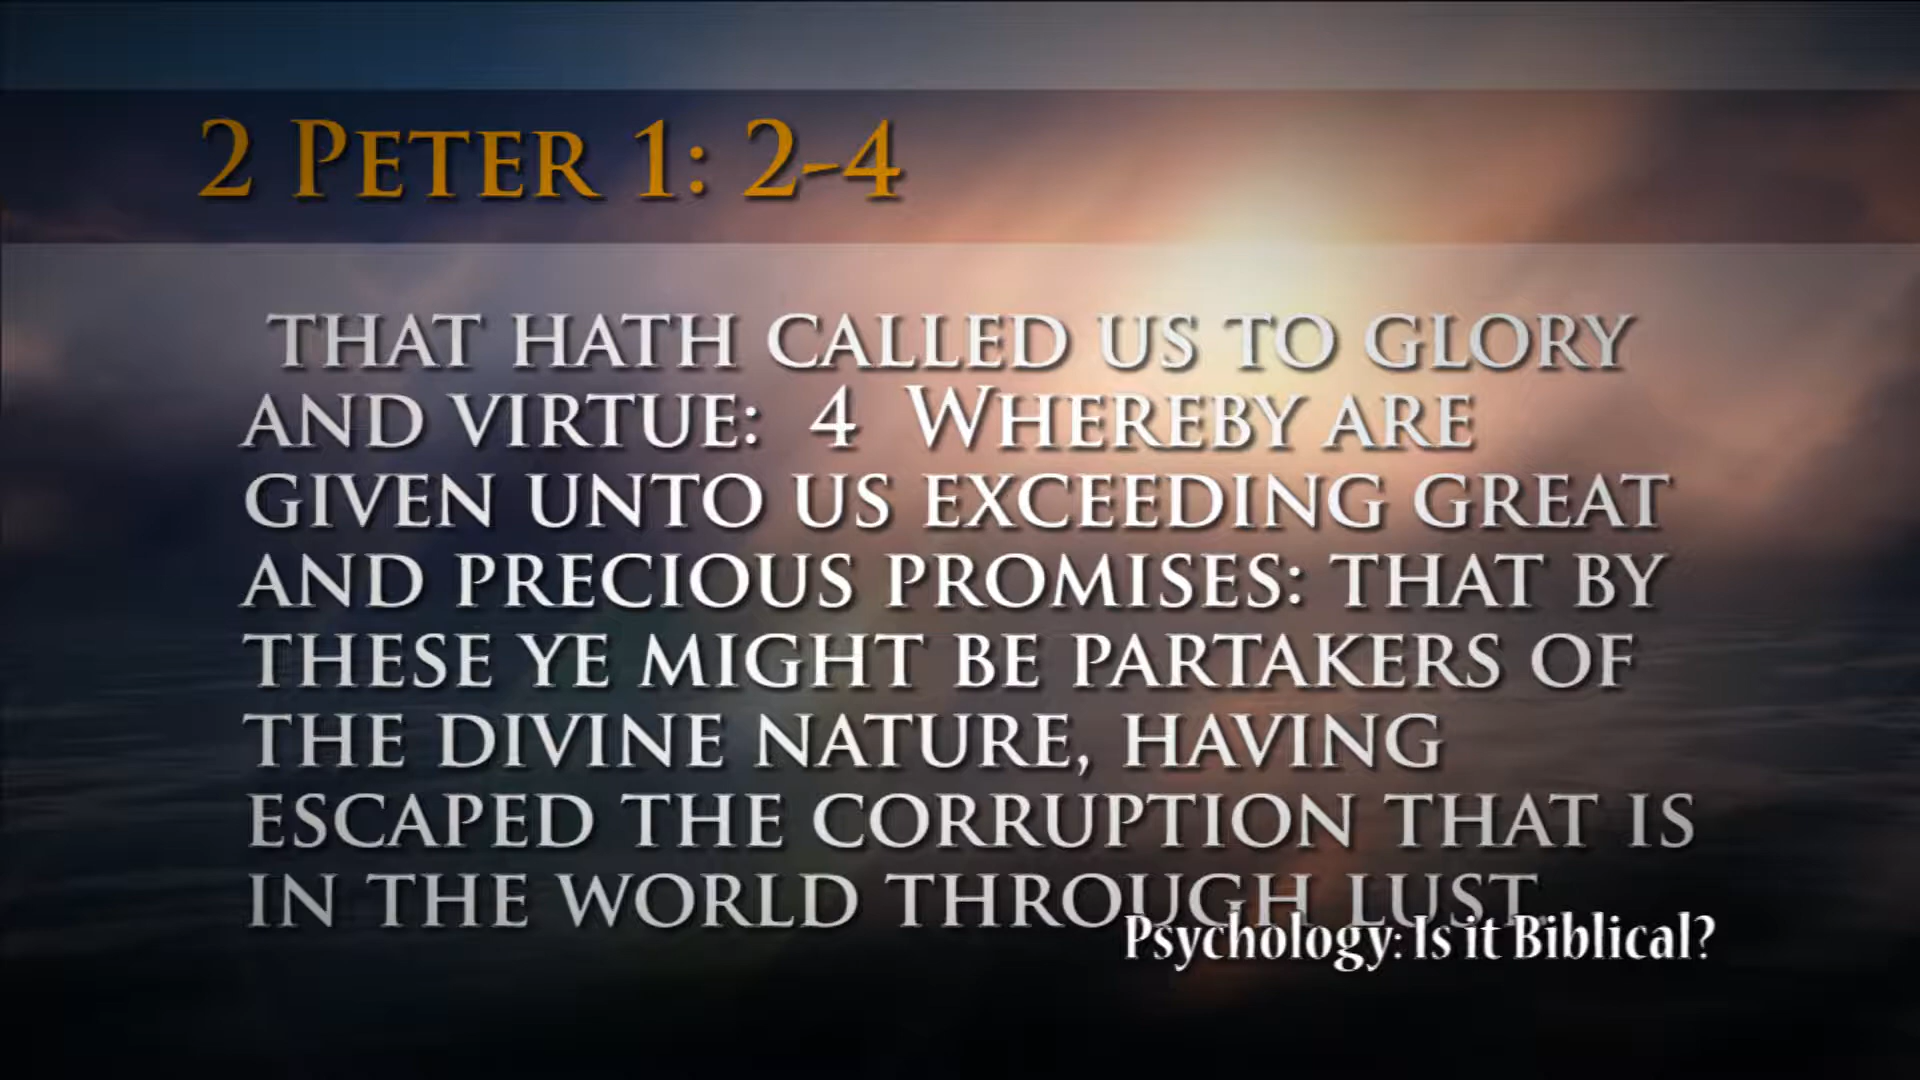 2 Peter 1: 2-4
that hath called us to glory
and virtue: 4 Whereby are
given unto us exceeding great
and precious promises: that by
these ye might be partakers of
the divine nature, having
escaped the corruption that is
in the world through lust.
Psychology: Is it Biblical?